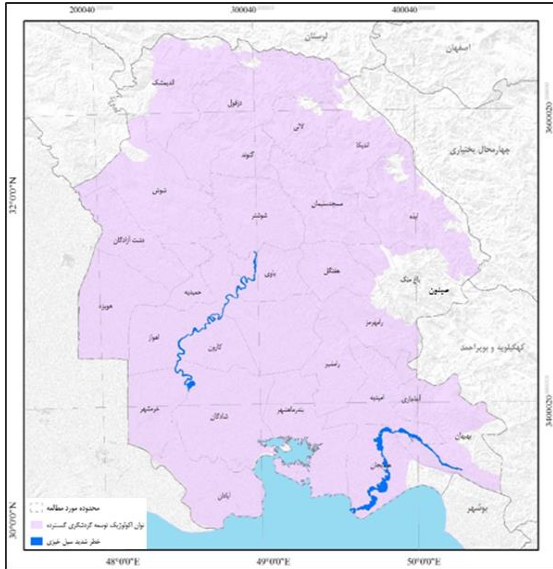 200040
300040
400040
لرستان
اصفهان
اندیمشک
دزفول
لالی
3600020
گتوند
اندیکا
چهارمحال بختیاری
32°0'0"N
شوش
مسجدسلیمان
شوشتر
ایذه
دشت آزادگان
هفتگل
باغ ملک
باوی
صیدون
حمیدیه
هویزه
رامهرمز
اهواز
کارون
کهگیلویه و بویراحمد
رامشیر
امیدیه
آغاجاری
3400020
خرمشهر
شادگان
بندرماهشهر
بهبهان
هندیجان
آبادان
بوشهر
30°0'0"N
محدوده مورد مطالعه
توان اکولوژیک توسعه گردشگری گسترده
خطر شدید سیل خیزی
48°0'0"E
49°0'0"E
50°0'0"E